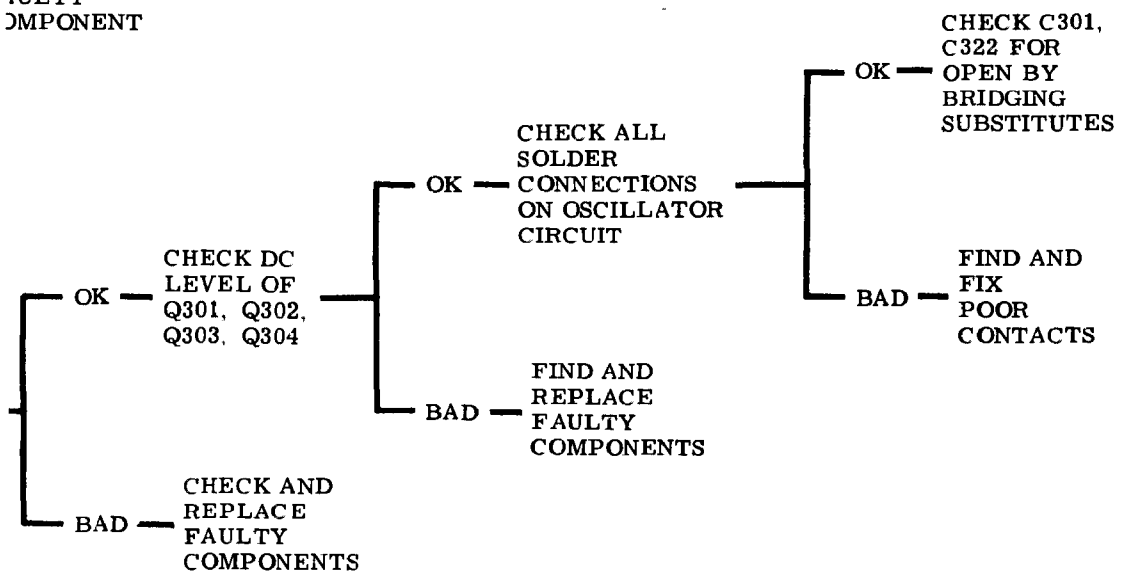 OMPONENT
CHECK C301,
C322 FOR
OPEN BY
BRIDGING
SUBSTITUTES
OK
CHECK ALL
SOLDER
CONNECTIONS
ON OSCILLATOR
CIRCUIT
OK
CHECK DC
LEVEL OF
Q301, Q302,
Q303, Q304
OK
FIND AND
FIX
POOR
CONTACTS
BAD
FIND AND
REPLACE
FAULTY
COMPONENTS
BAD
CHECK AND
REPLACE
FAULTY
COMPONENTS
BAD